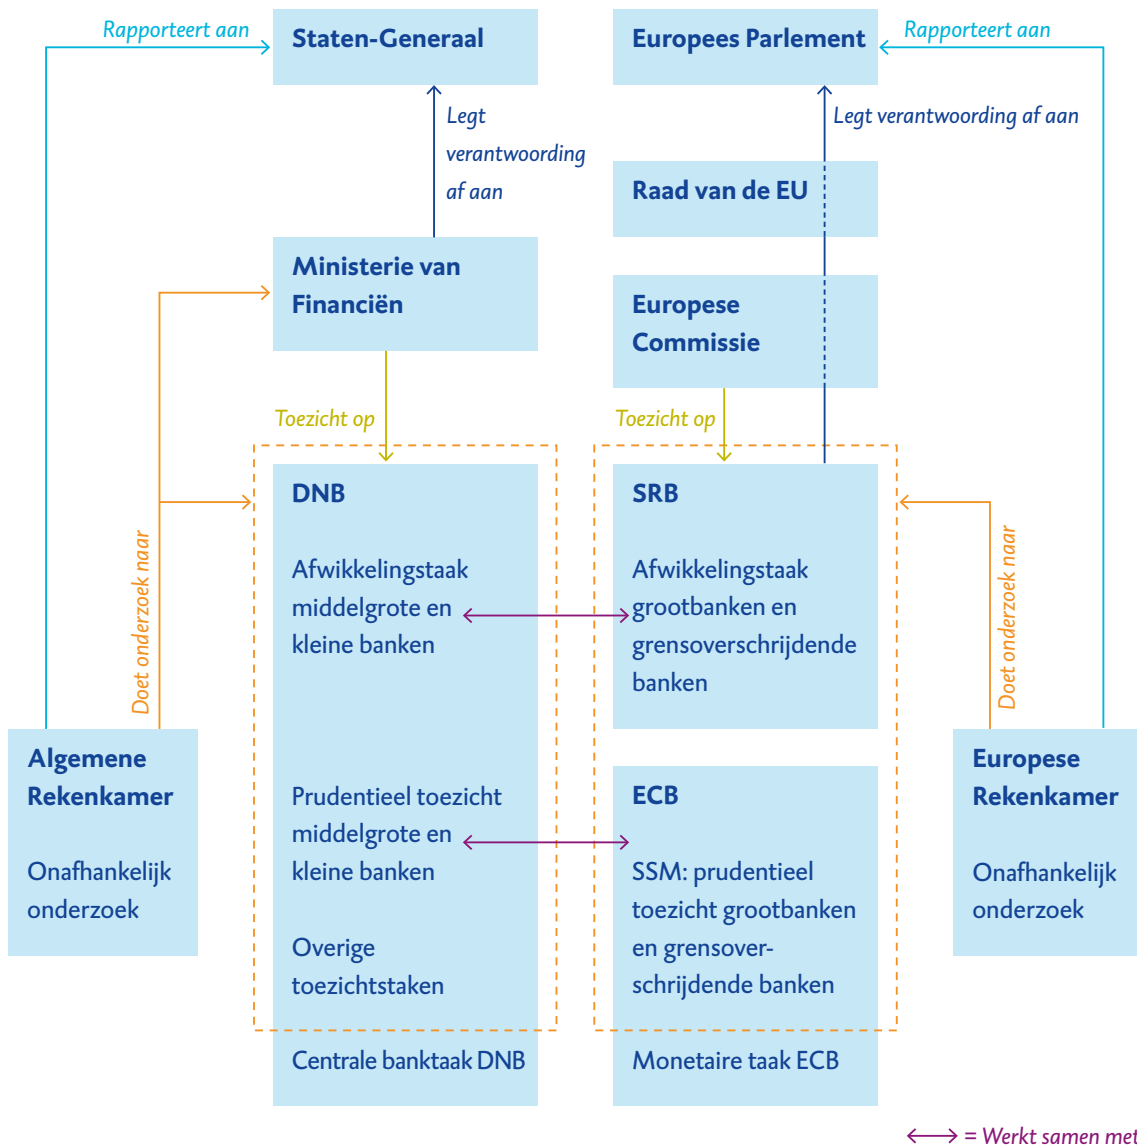 Rapporteert aan
Staten-Generaal
Europees Parlement
Rapporteert aan
Legt
verantwoording
af aan
Legt verantwoording af aan
Raad van de EU
Ministerie van
Financiën
Europese
Commissie
Toezicht op
Toezicht op
DNB
Afwikkelingstaak
middelgrote en
kleine banken
Prudentieel toezicht
middelgrote en
kleine banken
Overige
toezichtstaken
Centrale banktaak DNB
SRB
Afwikkelingstaak
grootbanken en
grensoverschrijdende
banken
ECB
SSM: prudentieel
toezicht grootbanken
en grensover-
schrijdende banken
Monetaire taak ECB
Doet onderzoek naar
Doet onderzoek naar
Algemene
Rekenkamer
Onafhankelijk
onderzoek
Europese
Rekenkamer
Onafhankelijk
onderzoek
= Werkt samen met